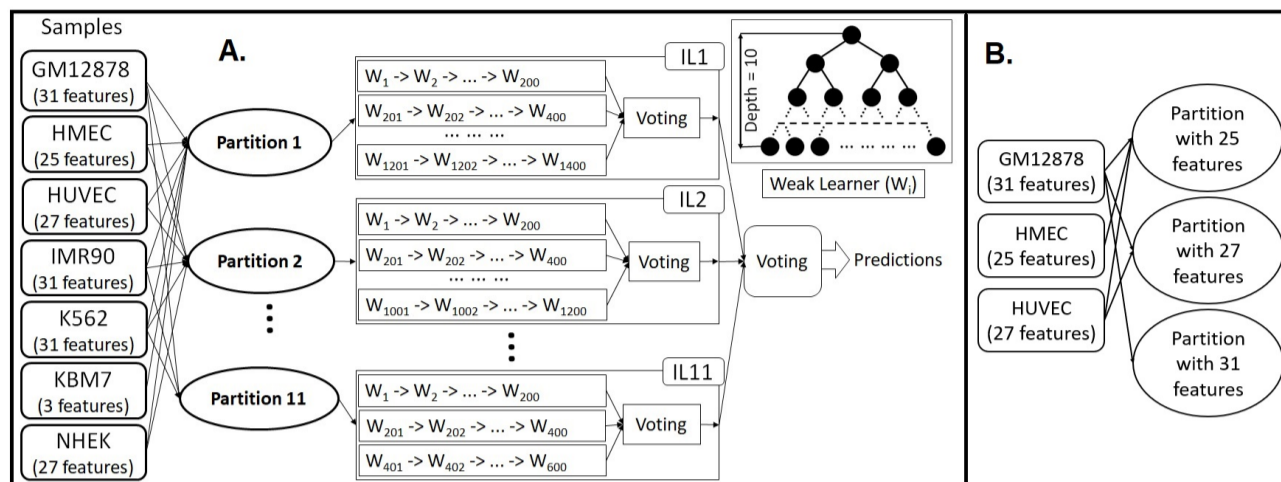 Samples
A.
GM12878
(31 features)
HMEC
(25 features)
HUVEC
(27 features)
IMR90
(31 features)
K562
(31 features)
KBM7
(3 features)
NHEK
(27 features)
Partition 1
Partition 2
Partition 11
IL1
W₁ -> W₂ -> ... -> W₂₀₀
W₂₀₁ -> W₂₀₂ -> ... -> W₄₀₀
... ...
W₁₂₀₁ -> W₁₂₀₂ -> ... -> W₁₄₀₀
Voting
IL2
W₁ -> W₂ -> ... -> W₂₀₀
W₂₀₁ -> W₂₀₂ -> ... -> W₄₀₀
... ...
W₁₀₀₁ -> W₁₀₀₂ -> ... -> W₁₂₀₀
Voting
IL11
W₁ -> W₂ -> ... -> W₂₀₀
W₂₀₁ -> W₂₀₂ -> ... -> W₄₀₀
W₄₀₁ -> W₄₀₂ -> ... -> W₆₀₀
Voting
Voting
Predictions
Depth = 10
... ... ...
Weak Learner (Wᵢ)
B.
GM12878
(31 features)
HMEC
(25 features)
HUVEC
(27 features)
Partition
with 25
features
Partition
with 27
features
Partition
with 31
features